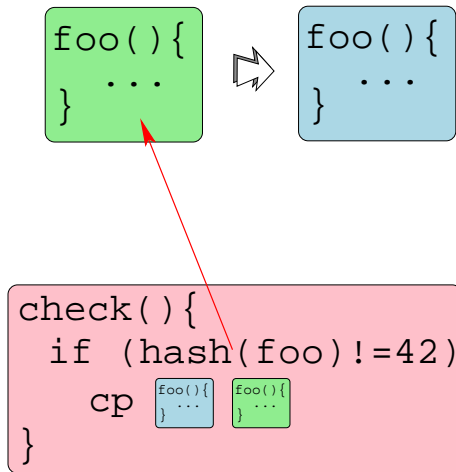 foo(){
...
}
foo(){
...
}
check(){
if (hash(foo)!=42)
cp
foo(){
...
}
foo(){
...
}
}